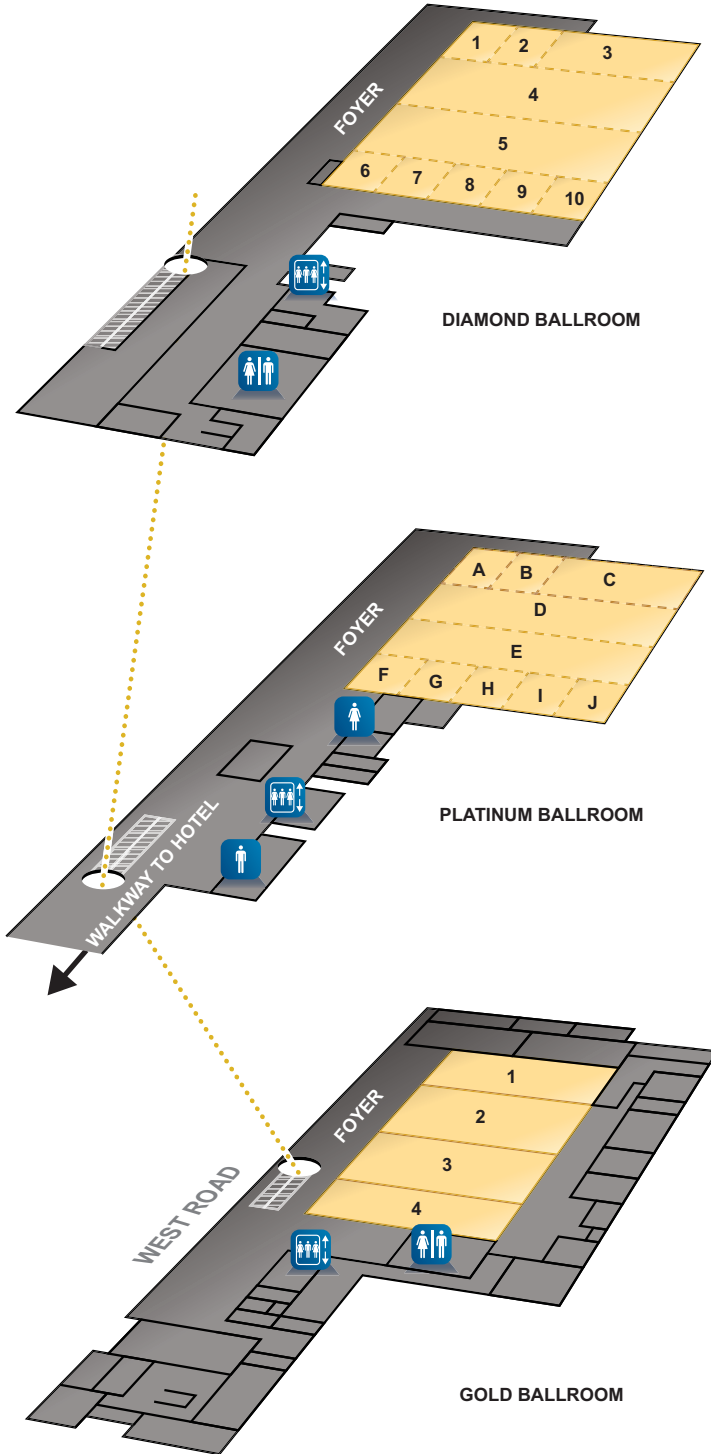 1 2 3
FOYER
4
5
6 7 8 9 10
DIAMOND BALLROOM
A B C
FOYER
D
E
F G H I J
PLATINUM BALLROOM
WALKWAY TO HOTEL
1
FOYER
2
3
WEST ROAD
4
GOLD BALLROOM